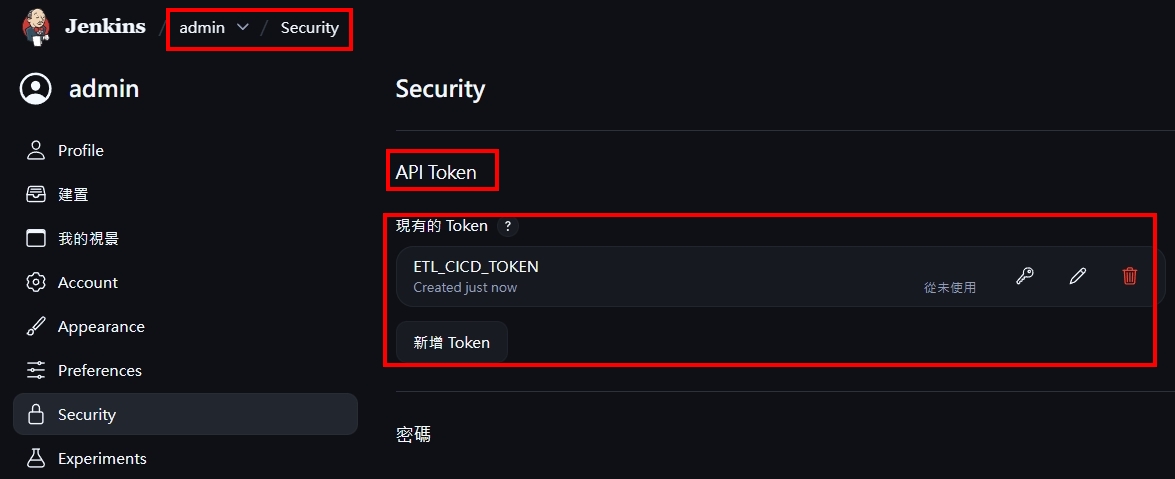 Jenkins / admin / Security
admin
Profile
建置
我的視景
Account
Appearance
Preferences
Security
Experiments
Security
API Token
現有的 Token ?
ETL_CICD_TOKEN
Created just now
從未使用
新增 Token
密碼